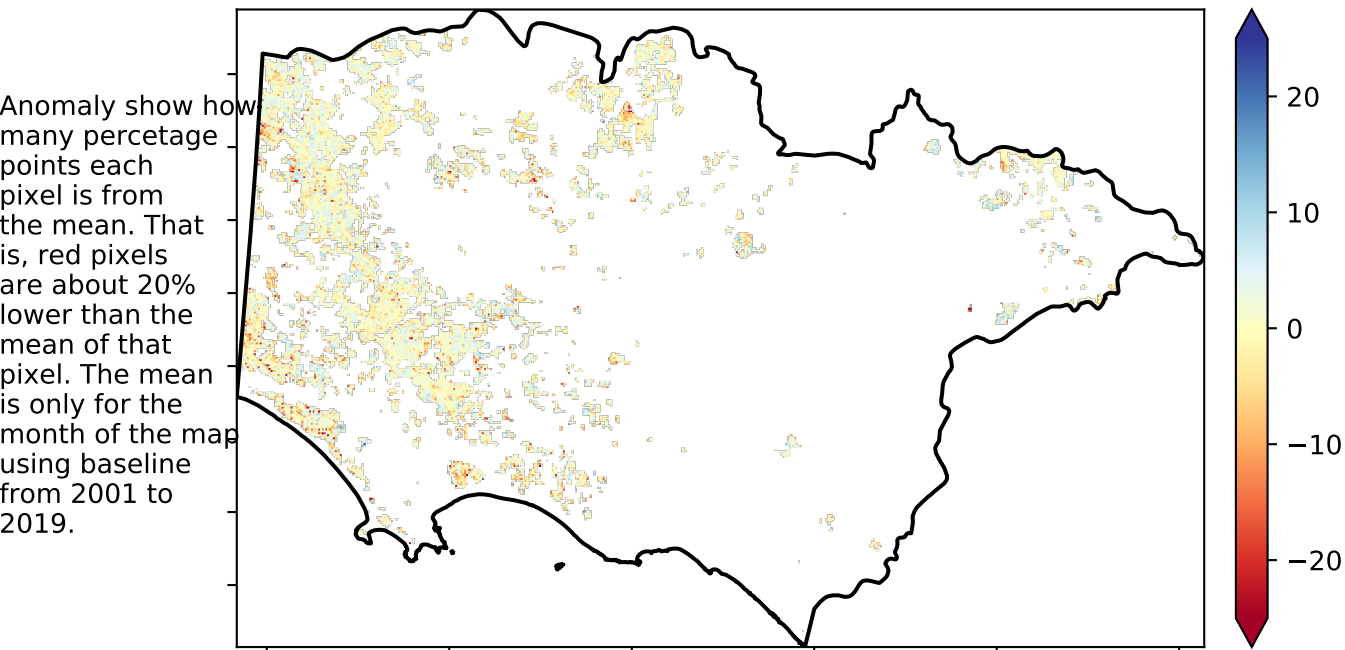 Anomaly show how
many percetage
points each
pixel is from
the mean. That
is, red pixels
are about 20%
lower than the
mean of that
pixel. The mean
is only for the
month of the map
using baseline
from 2001 to
2019.
20
10
0
−10
−20